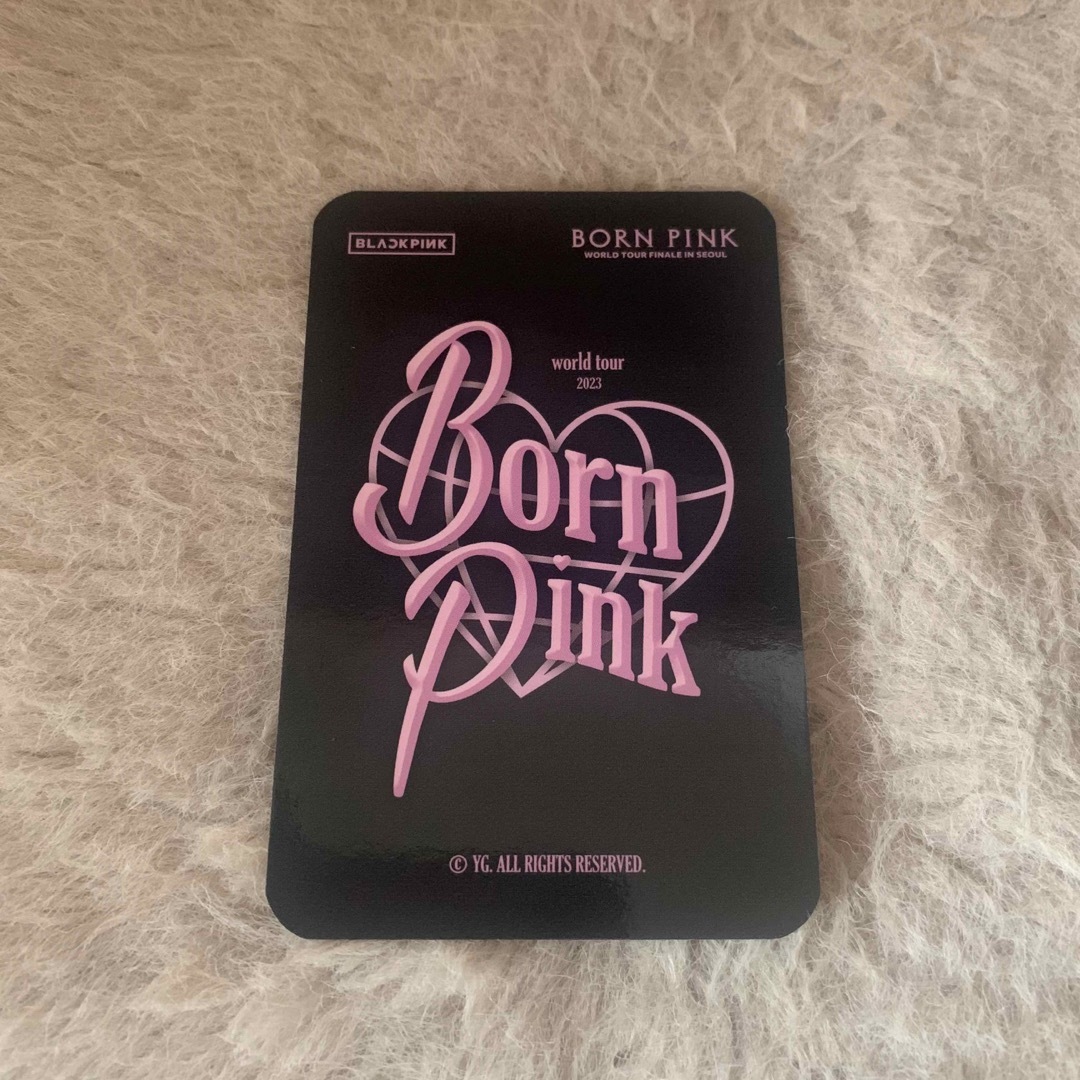 BLACKPINK
BORN PINK
WORLD TOUR FINALE IN SEOUL
world tour
2023
Born
Pink
© YG. ALL RIGHTS RESERVED.